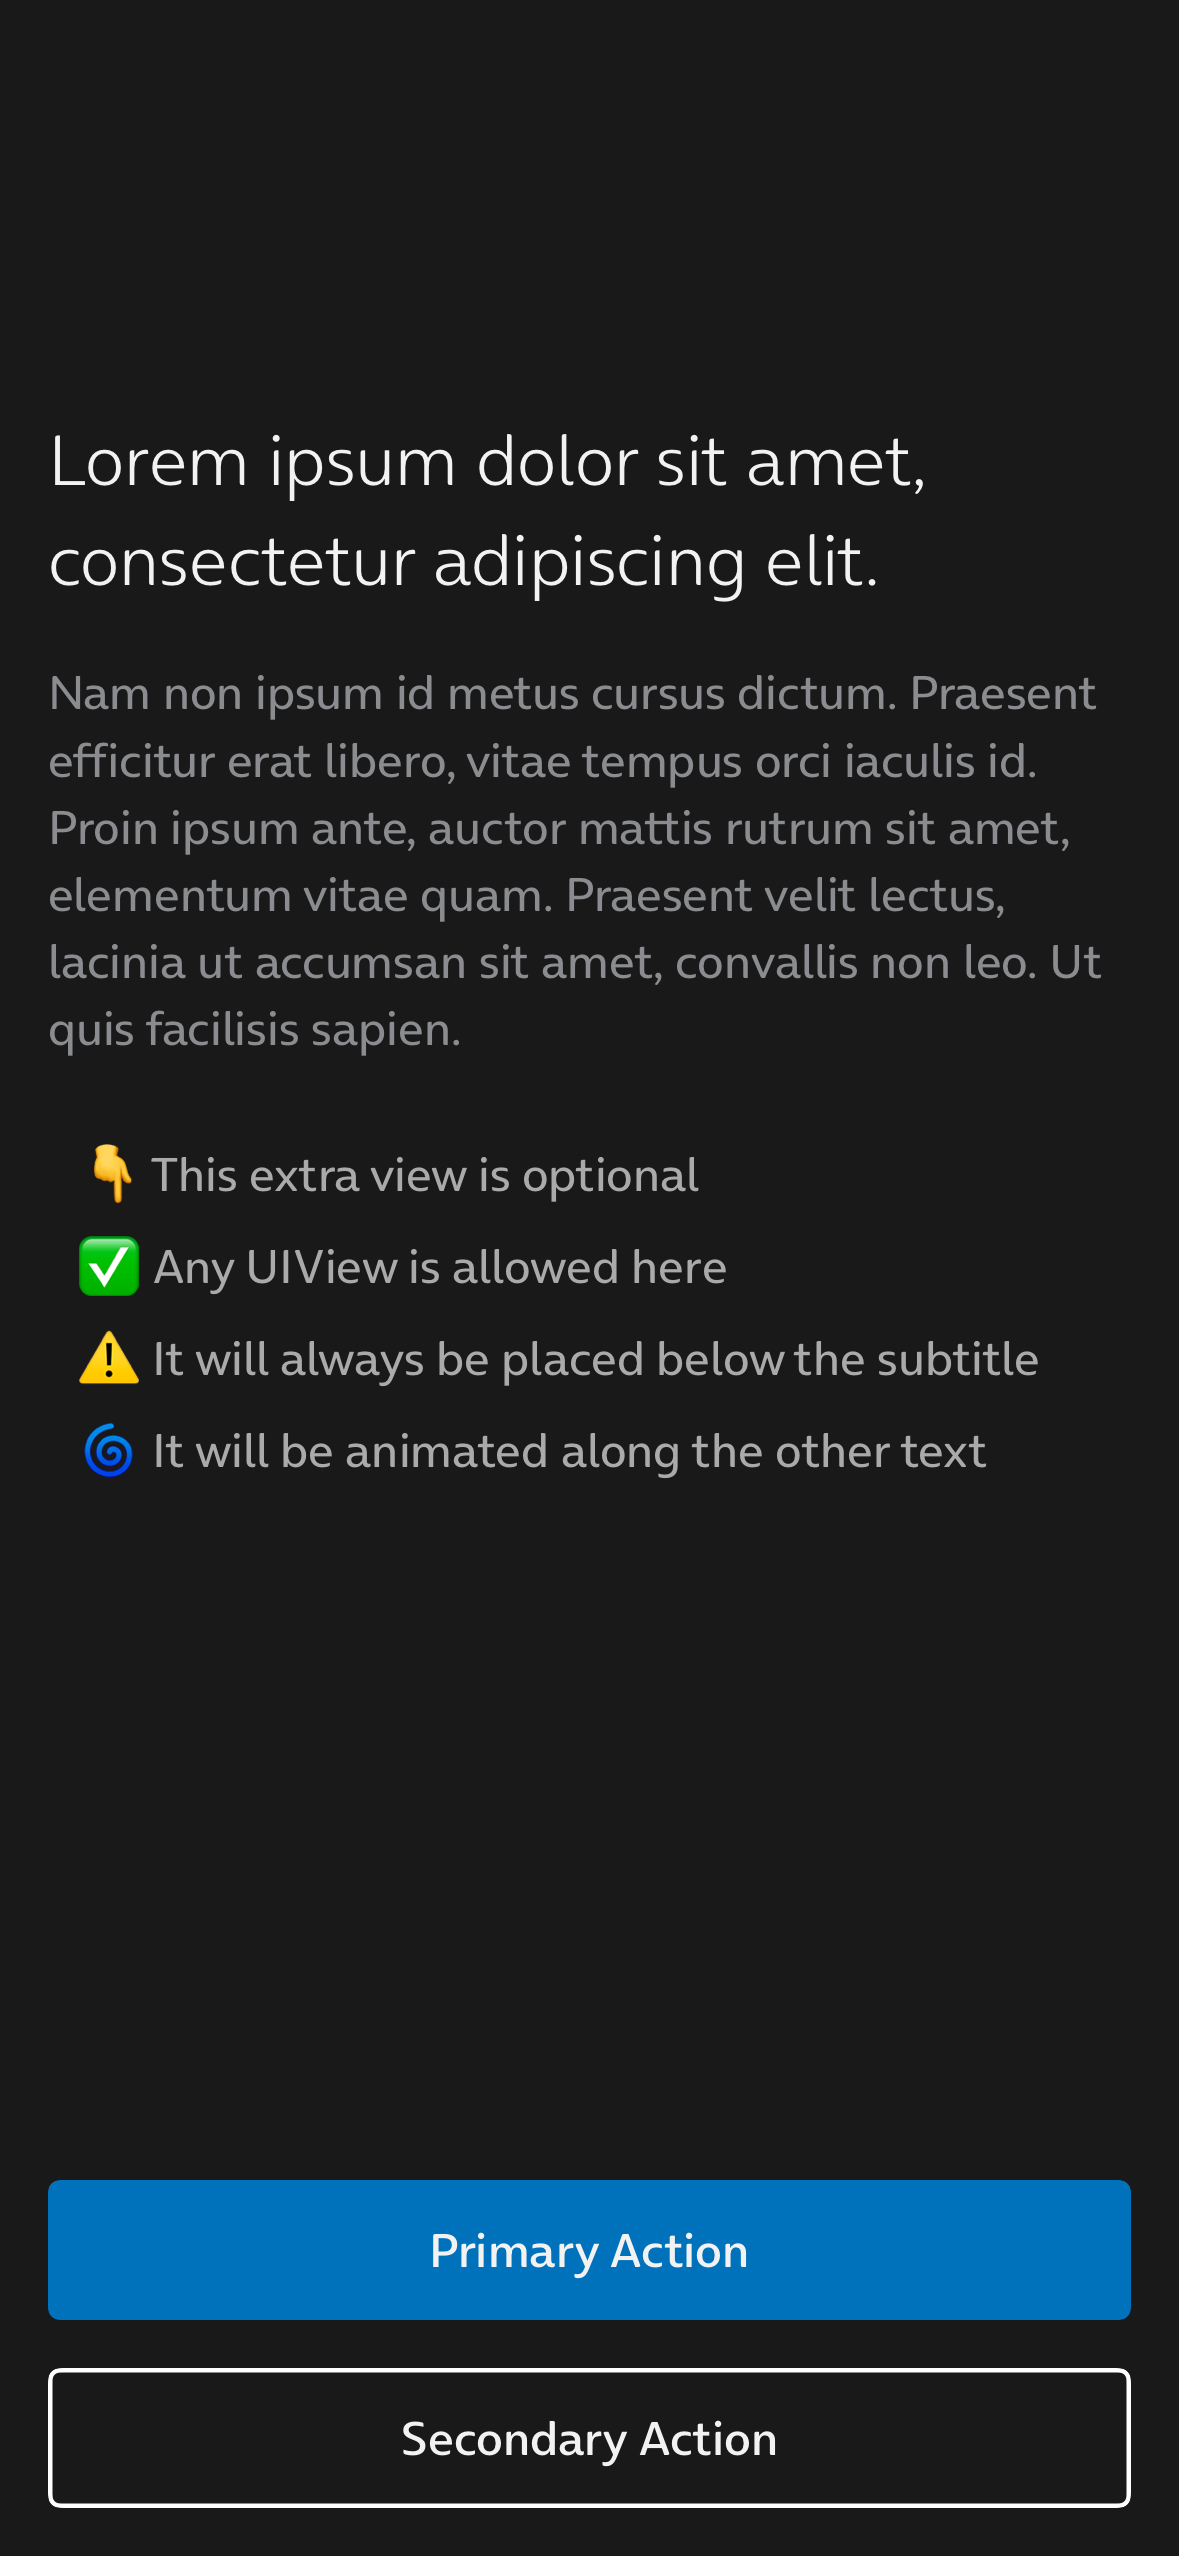 Lorem ipsum dolor sit amet,
consectetur adipiscing elit.
Nam non ipsum id metus cursus dictum. Praesent
efficitur erat libero, vitae tempus orci iaculis id.
Proin ipsum ante, auctor mattis rutrum sit amet,
elementum vitae quam. Praesent velit lectus,
lacinia ut accumsan sit amet, convallis non leo. Ut
quis facilisis sapien.
👇 This extra view is optional
✅ Any UIView is allowed here
⚠️ It will always be placed below the subtitle
🌀 It will be animated along the other text
Primary Action
Secondary Action